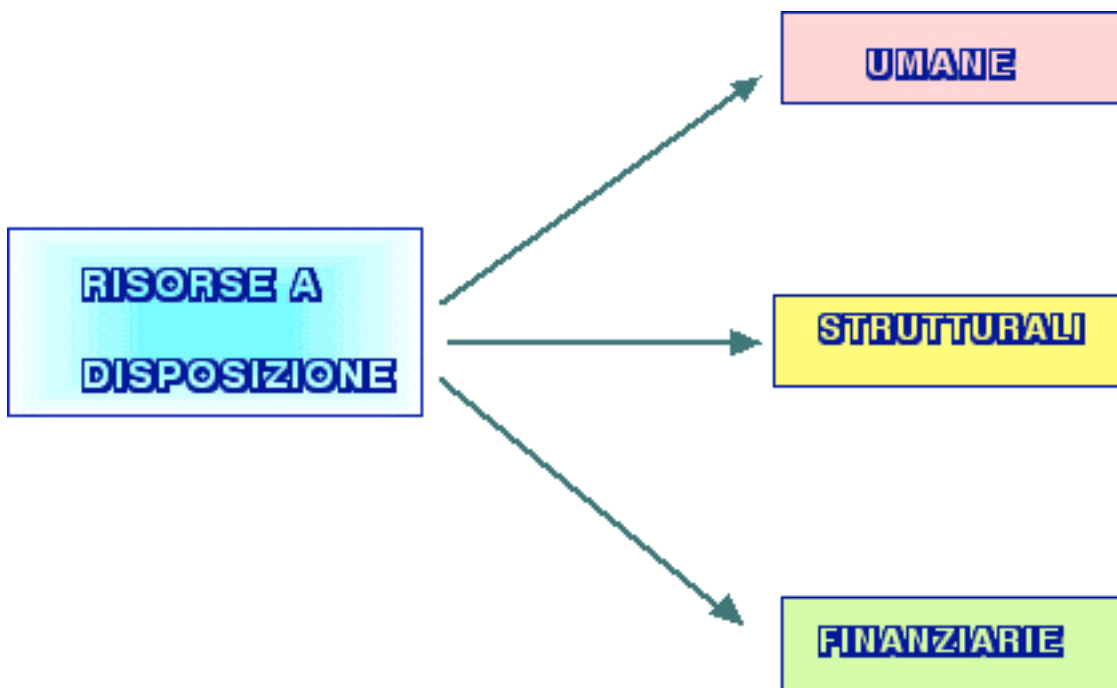 RISORSE A
DISPOSIZIONE
UMANE
STRUTTURALI
FINANZIARIE